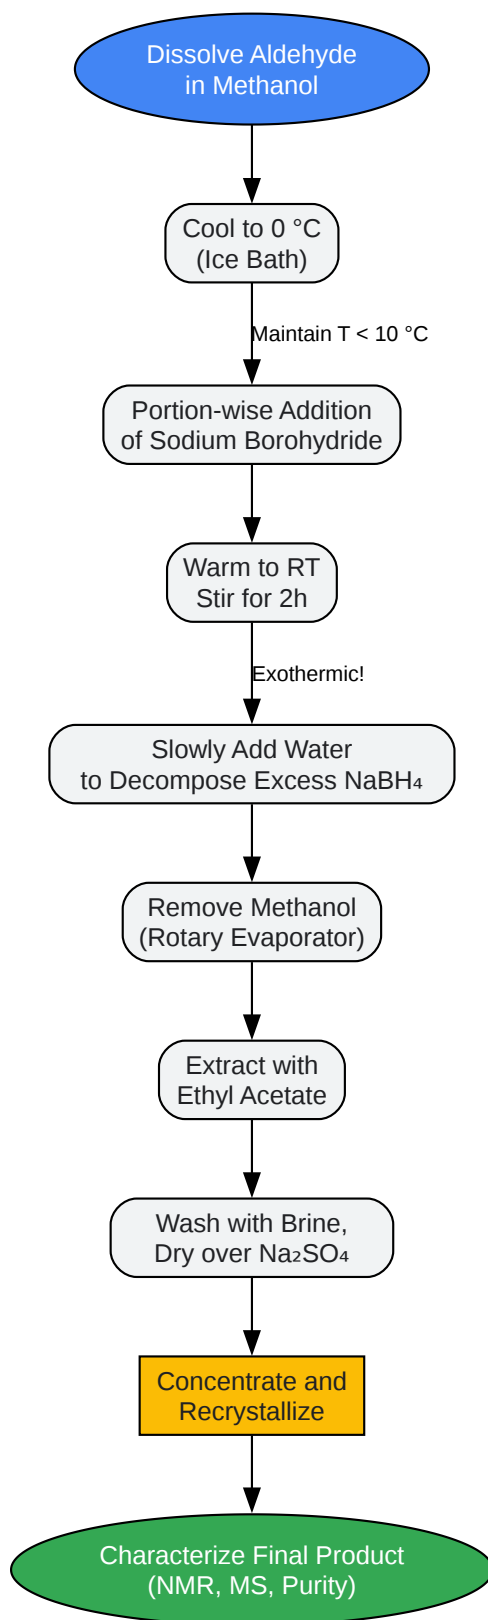 Dissolve Aldehyde
in Methanol
Cool to 0 °C
(Ice Bath)
Maintain T < 10 °C
Portion-wise Addition
of Sodium Borohydride
Warm to RT
Stir for 2h
Exothermic!
Slowly Add Water
to Decompose Excess NaBH₄
Remove Methanol
(Rotary Evaporator)
Extract with
Ethyl Acetate
Wash with Brine,
Dry over Na₂SO₄
Concentrate and
Recrystallize
Characterize Final Product
(NMR, MS, Purity)